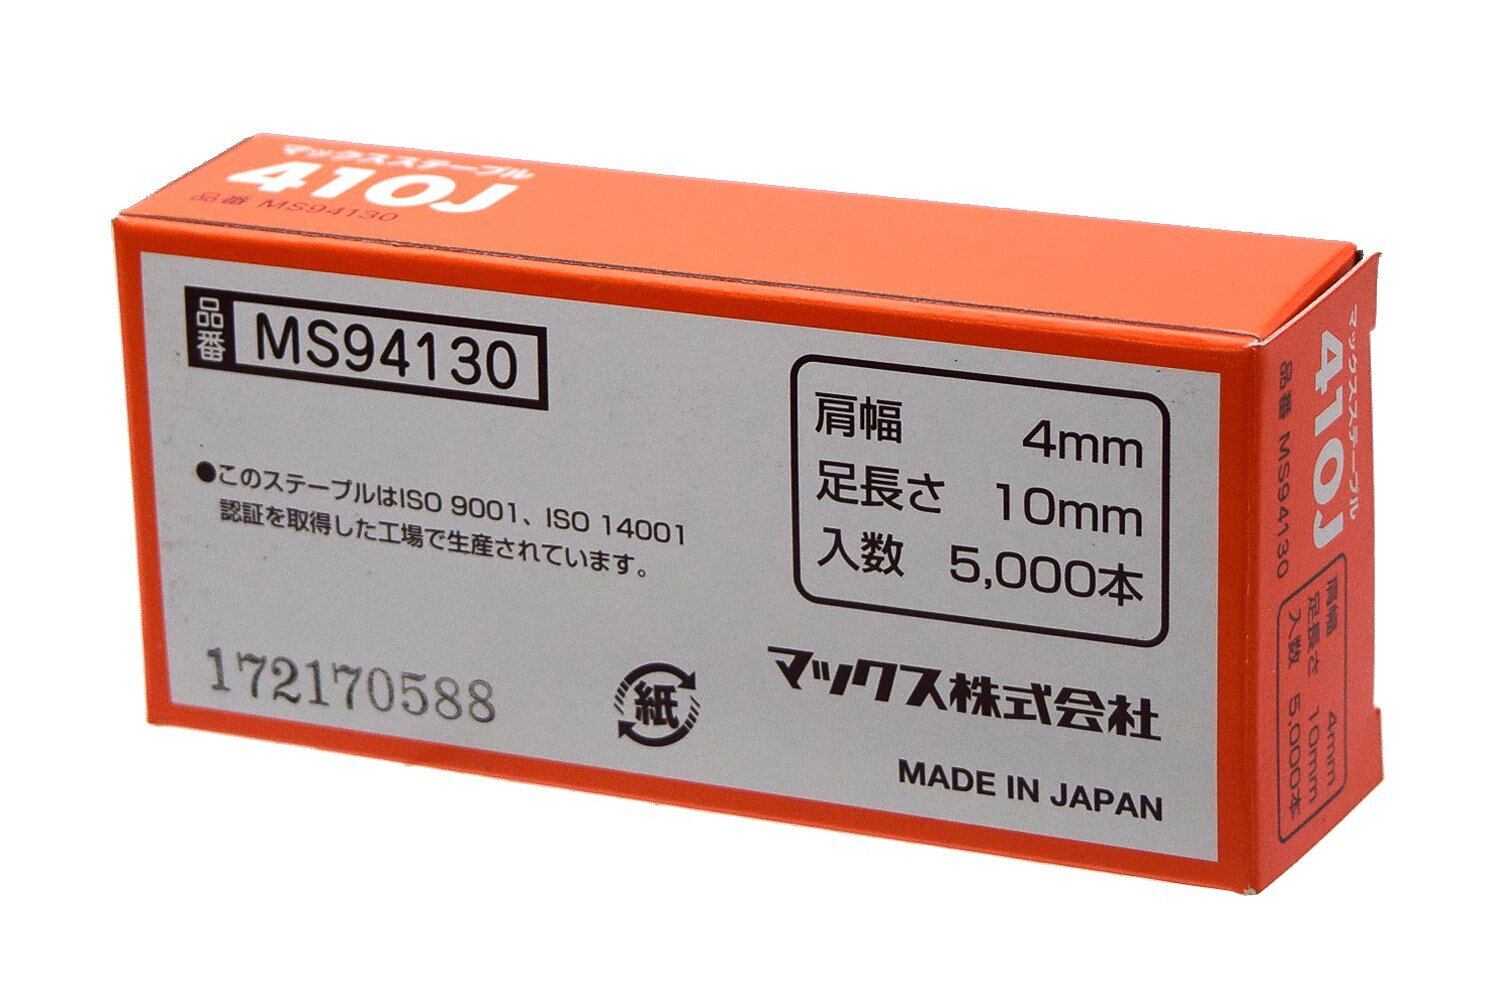 マックスステープル
410J
品番 MS94130
品番 MS94130
●このステープルはISO 9001、ISO 14001
認証を取得した工場で生産されています。
肩幅 4mm
足長さ 10mm
入数 5,000本
172170588
紙
マックス株式会社
MADE IN JAPAN
マックスステープル
410J
品番 MS94130
肩幅 4mm
足長さ 10mm
入数 5,000本